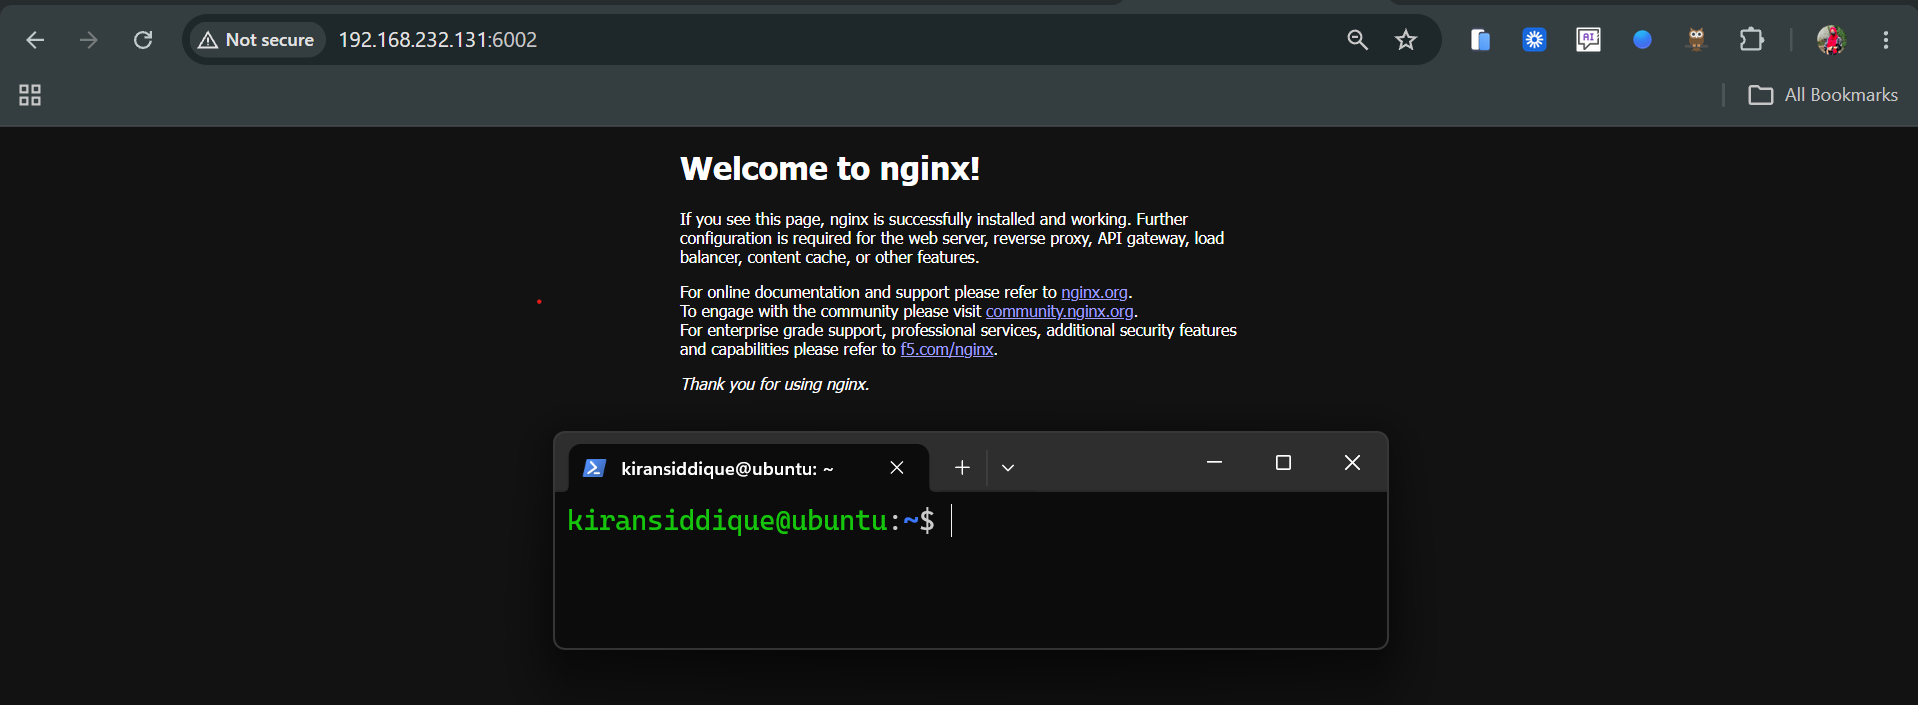 Not secure
192.168.232.131:6002
AI
All Bookmarks
Welcome to nginx!
If you see this page, nginx is successfully installed and working. Further
configuration is required for the web server, reverse proxy, API gateway, load
balancer, content cache, or other features.
For online documentation and support please refer to nginx.org.
To engage with the community please visit community.nginx.org.
For enterprise grade support, professional services, additional security features
and capabilities please refer to f5.com/nginx.
Thank you for using nginx.
kiransiddique@ubuntu: ~
kiransiddique@ubuntu:~$